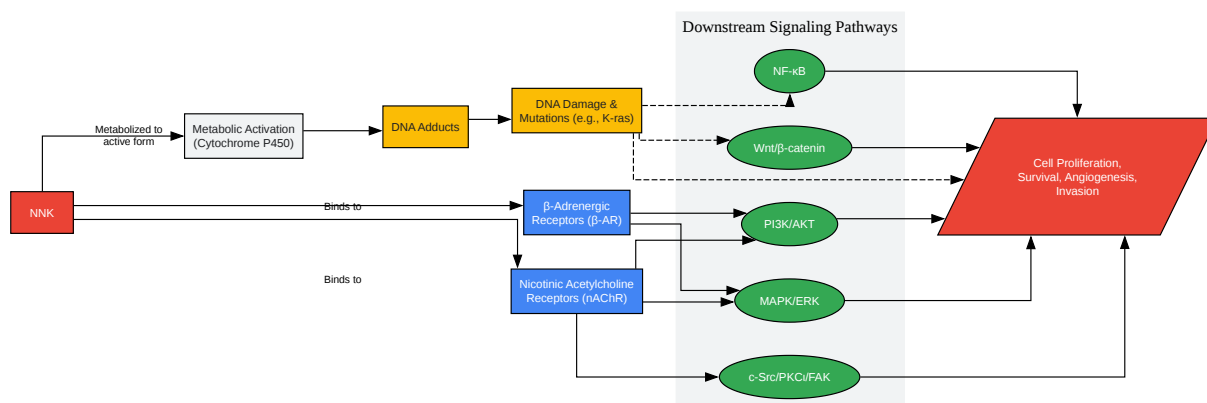 Downstream Signaling Pathways
NF-κB
DNA Damage &
Mutations (e.g., K-ras)
Metabolized to
active form
Metabolic Activation
(Cytochrome P450)
DNA Adducts
Wnt/β-catenin
Cell Proliferation,
Survival, Angiogenesis,
Invasion
NNK
Binds to
β-Adrenergic
Receptors (β-AR)
PI3K/AKT
Binds to
Nicotinic Acetylcholine
Receptors (nAChR)
MAPK/ERK
c-Src/PKCι/FAK